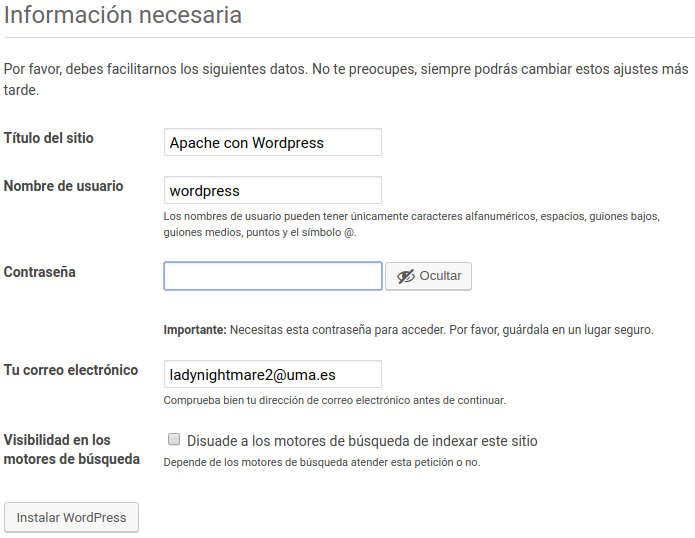 Información necesaria
Por favor, debes facilitarnos los siguientes datos. No te preocupes, siempre podrás cambiar estos ajustes más
tarde.
Título del sitio
Apache con Wordpress
Nombre de usuario
wordpress
Los nombres de usuario pueden tener únicamente caracteres alfanuméricos, espacios, guiones bajos,
guiones medios, puntos y el símbolo @.
Contraseña
Ocultar
Importante: Necesitas esta contraseña para acceder. Por favor, guárdala en un lugar seguro.
Tu correo electrónico
ladynightmare2@uma.es
Comprueba bien tu dirección de correo electrónico antes de continuar.
Visibilidad en los
motores de búsqueda
Disuade a los motores de búsqueda de indexar este sitio
Depende de los motores de búsqueda atender esta petición o no.
Instalar WordPress